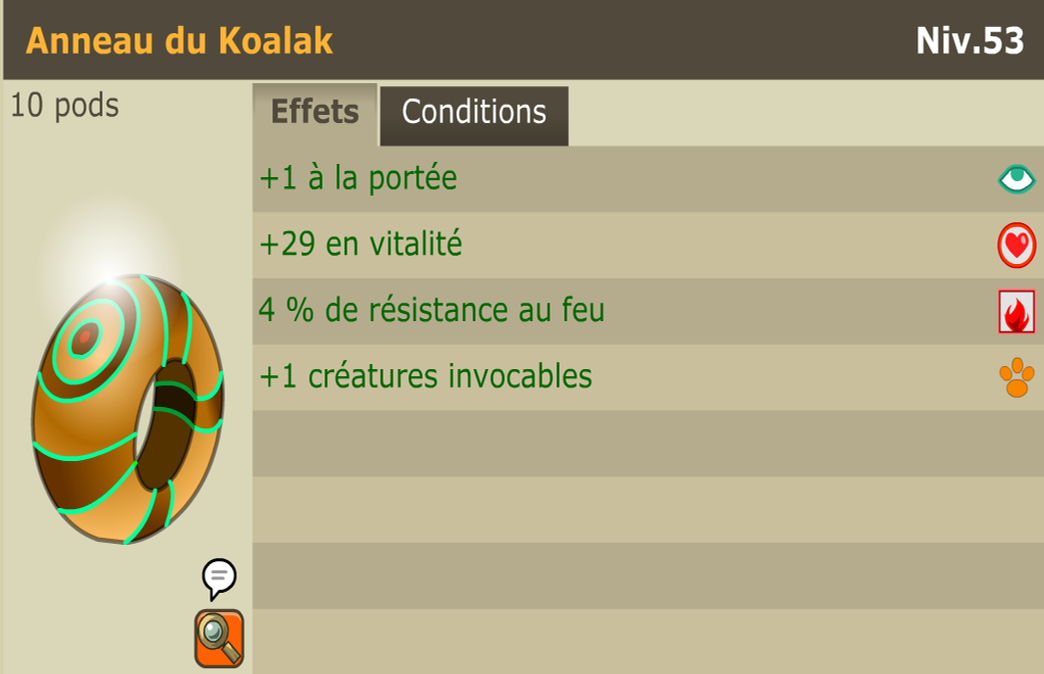 Anneau du Koalak
Niv.53
10 pods
Effets
Conditions
+1 à la portée
+29 en vitalité
4 % de résistance au feu
+1 créatures invocables